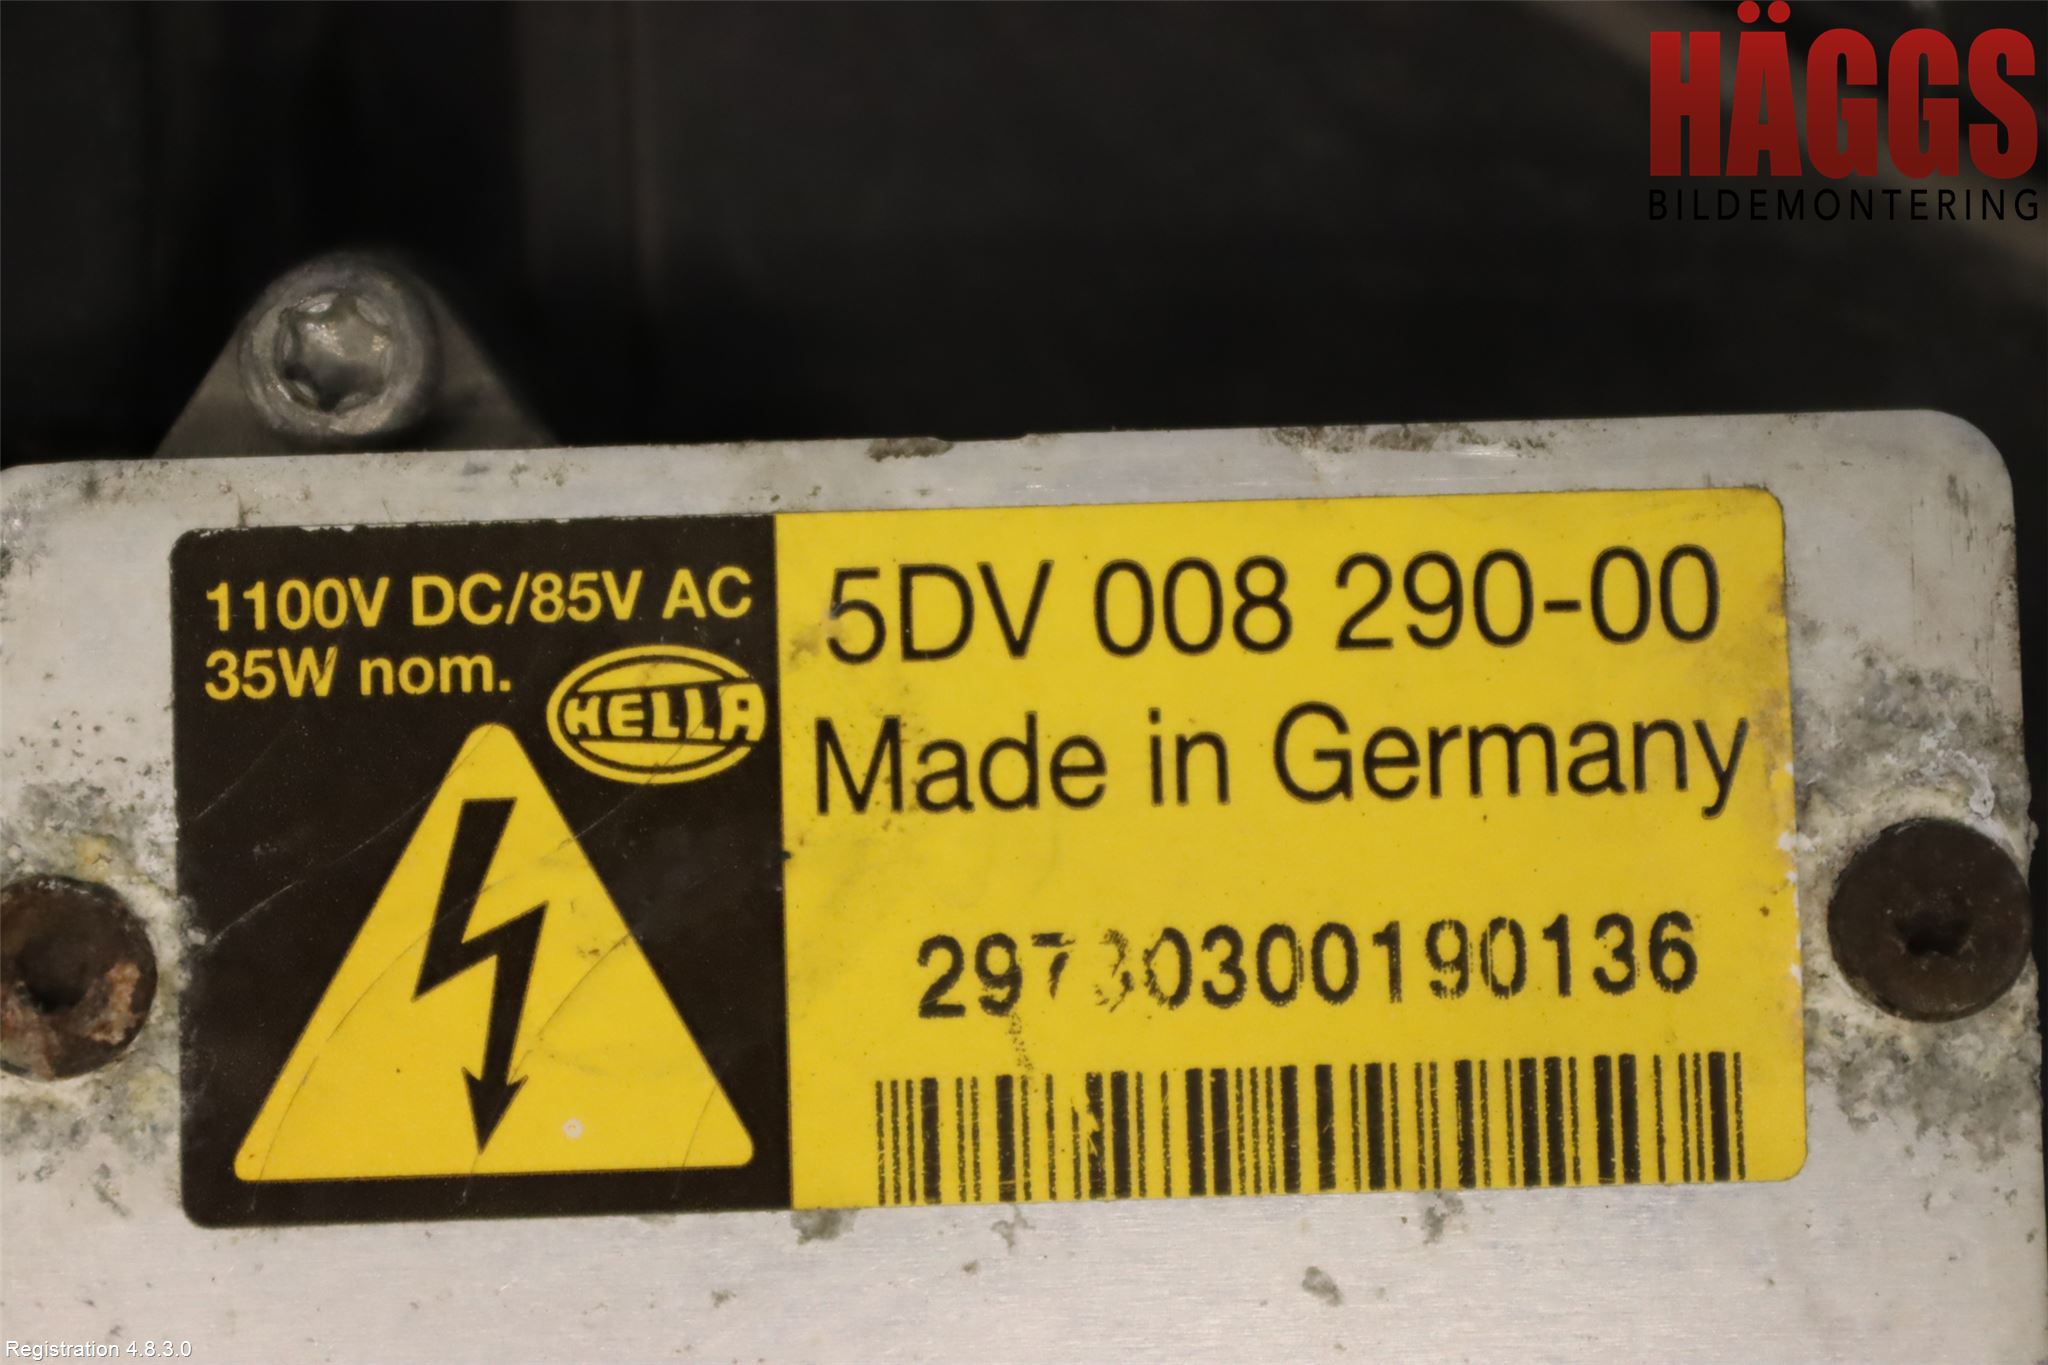 HÄGGS
BILDEMONTERING
1100V DC/85V AC
35W nom.
HELLA
5DV 008 290-00
Made in Germany
29730300190136
Registration 4.8.3.0